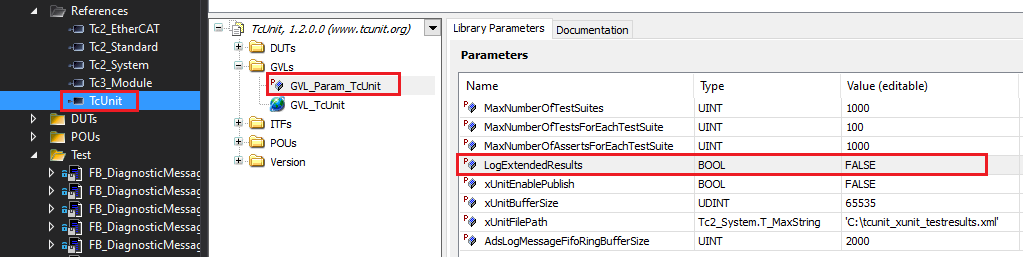 References
Tc2_EtherCAT
Tc2_Standard
Tc2_System
Tc3_Module
TcUnit
DUTs
POUs
Test
FB_DiagnosticMessag
FB_DiagnosticMessag
FB_DiagnosticMessag
FB_DiagnosticMessag
FB_DiagnosticMessag
TcUnit, 1.2.0.0 (www.tcunit.org)
DUTs
GVLs
GVL_Param_TcUnit
GVL_TcUnit
ITFs
POUs
Version
Library Parameters Documentation
Parameters
Name Type Value (editable)
MaxNumberOfTestSuites UINT 1000
MaxNumberOfTestsForEachTestSuite UINT 100
MaxNumberOfAssertsForEachTestSuite UINT 1000
LogExtendedResults BOOL FALSE
xUnitEnablePublish BOOL FALSE
xUnitBufferSize UDINT 65535
xUnitFilePath Tc2_System.T_MaxString 'C:\tcunit_xunit_testresults.xml'
AdsLogMessageFifoRingBufferSize UINT 2000